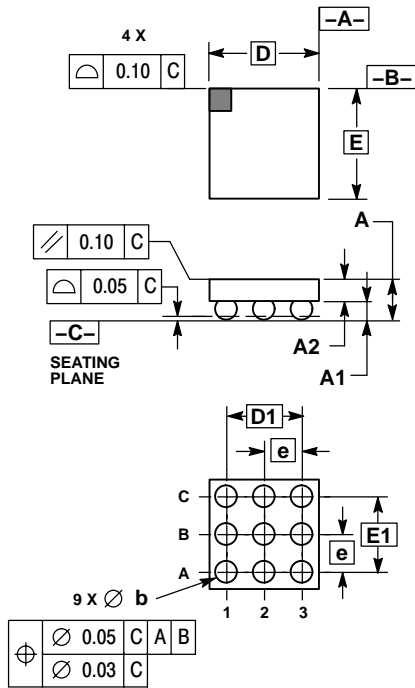 4 X
–A–
⌓ 0.10 C
D
–B–
E
A
// 0.10 C
⌓ 0.05 C
–C–
SEATING
PLANE
A2
A1
D1
e
C
B
A
E1
e
9 X ∅ b
1 2 3
⌖ ∅ 0.05 C A B
∅ 0.03 C